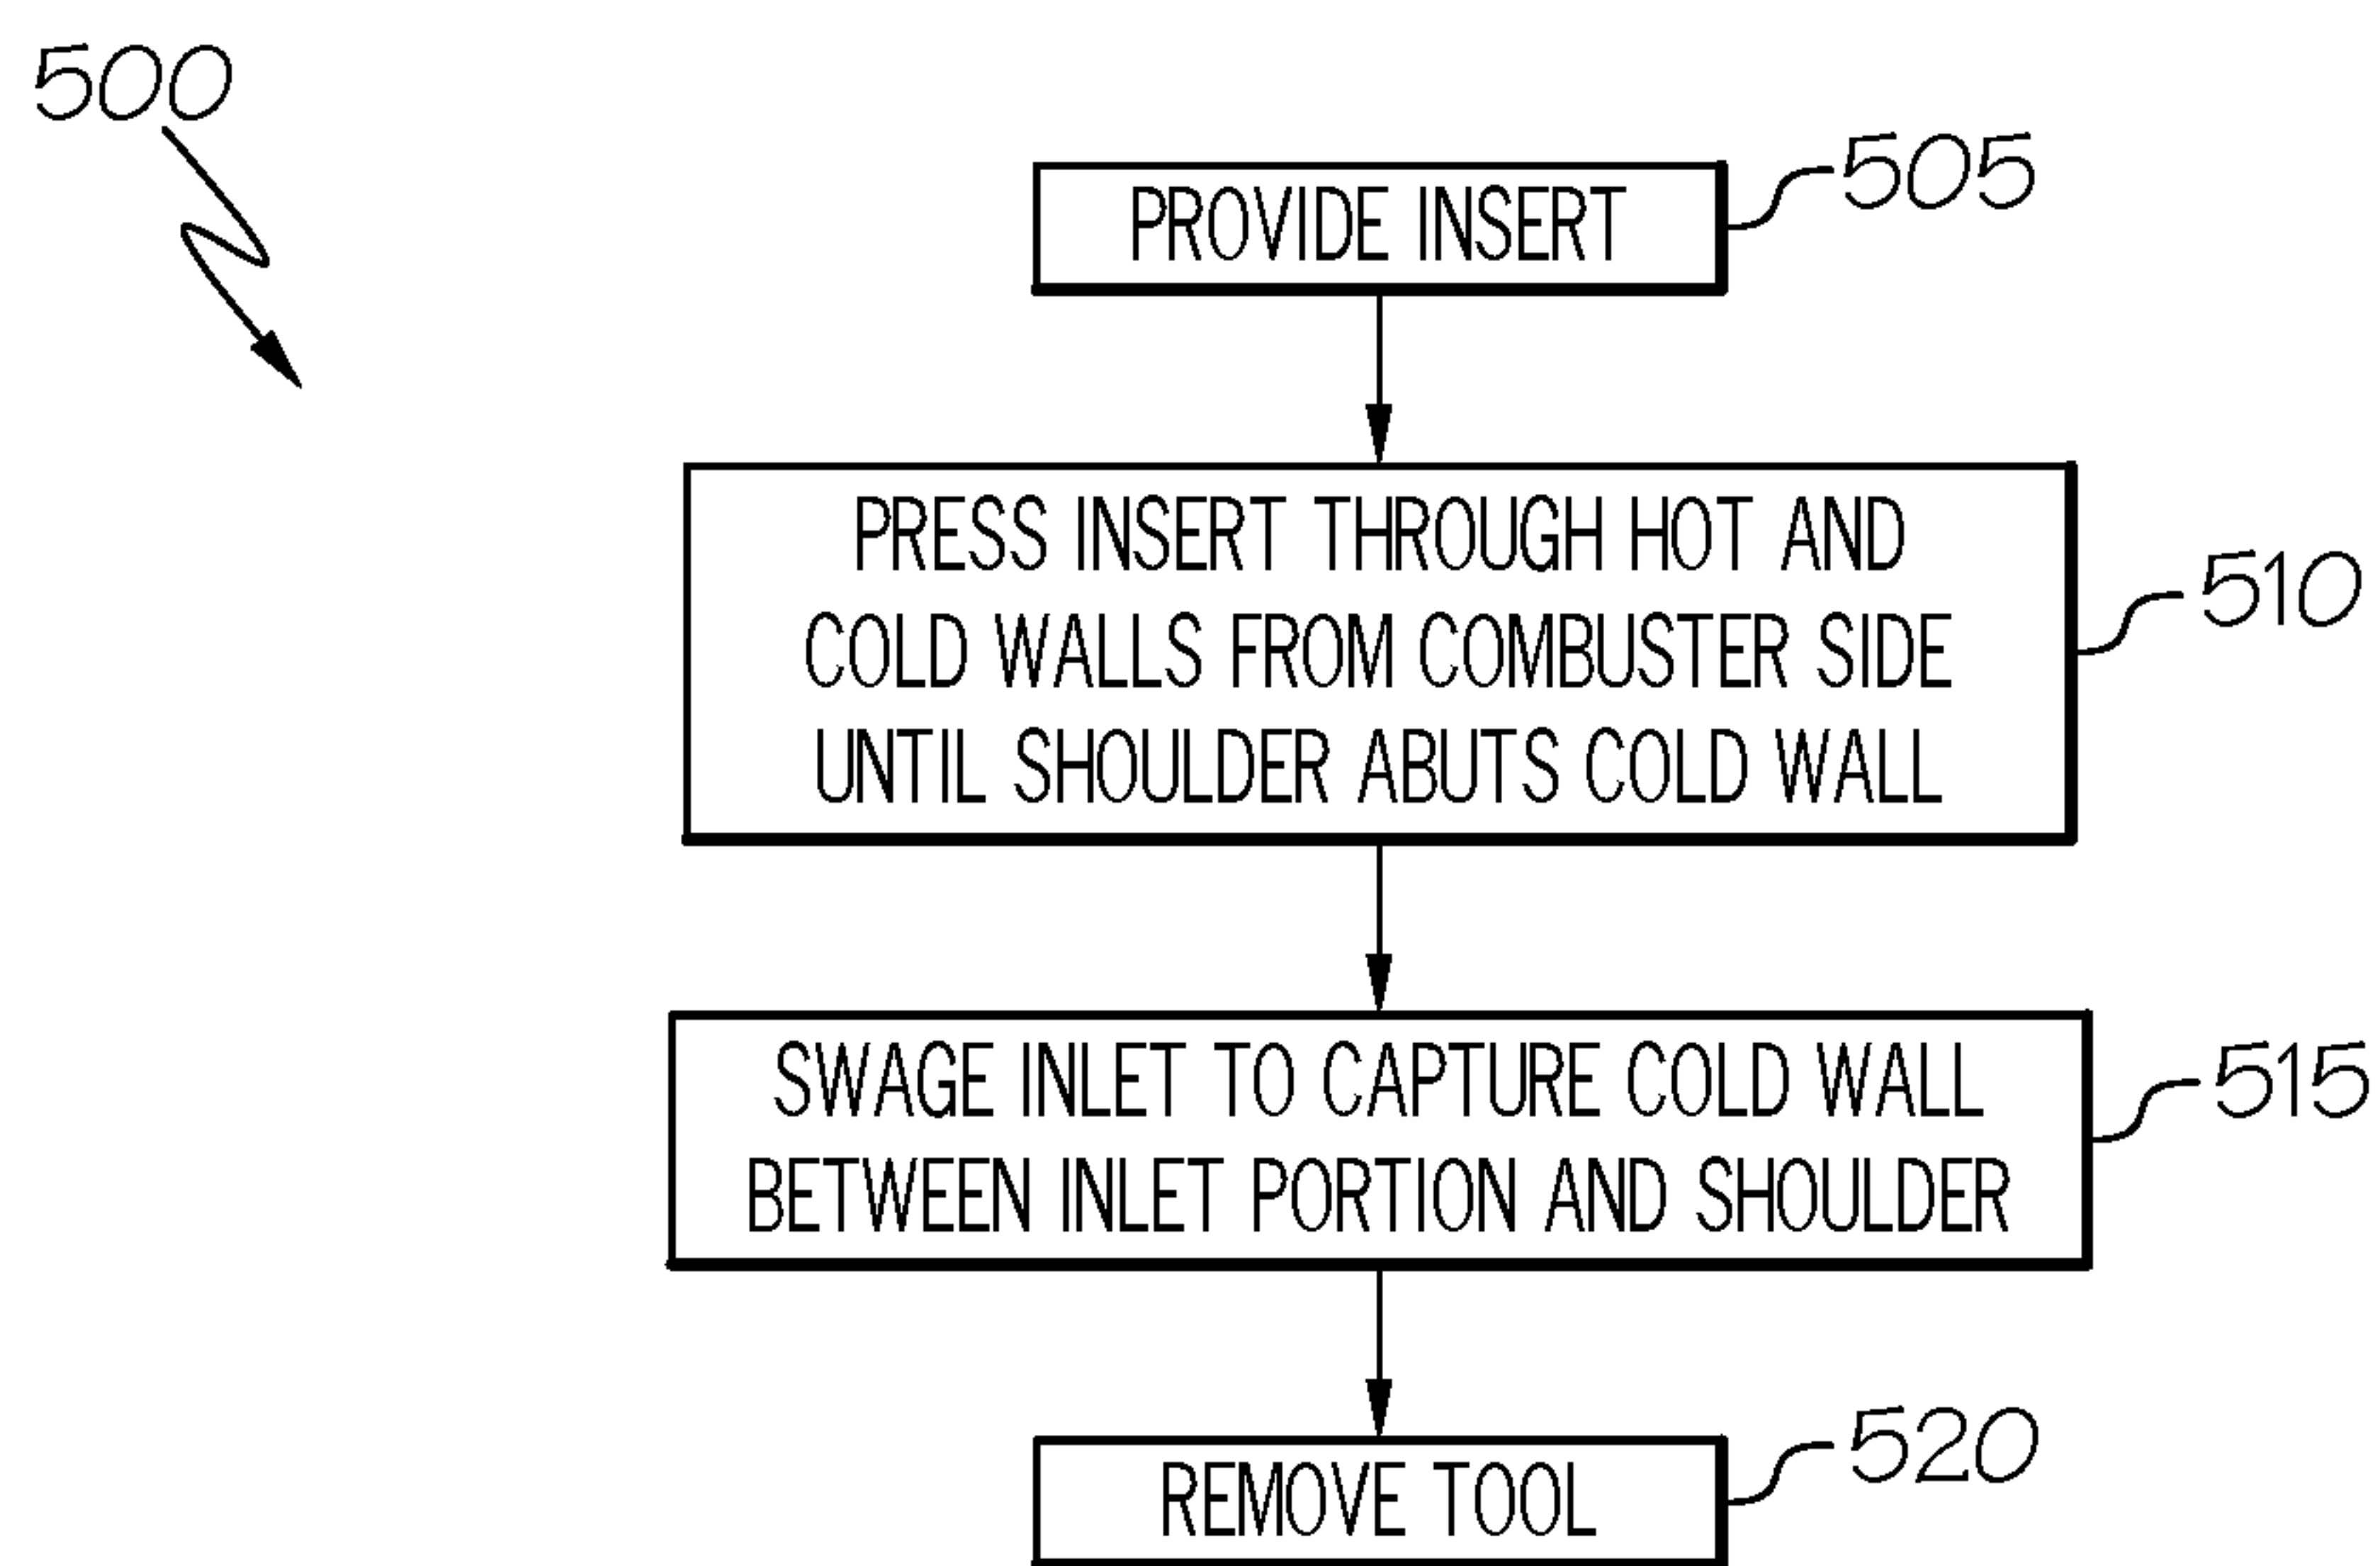 500
PROVIDE INSERT
505
PRESS INSERT THROUGH HOT AND
COLD WALLS FROM COMBUSTER SIDE
UNTIL SHOULDER ABUTS COLD WALL
510
SWAGE INLET TO CAPTURE COLD WALL
BETWEEN INLET PORTION AND SHOULDER
515
REMOVE TOOL
520